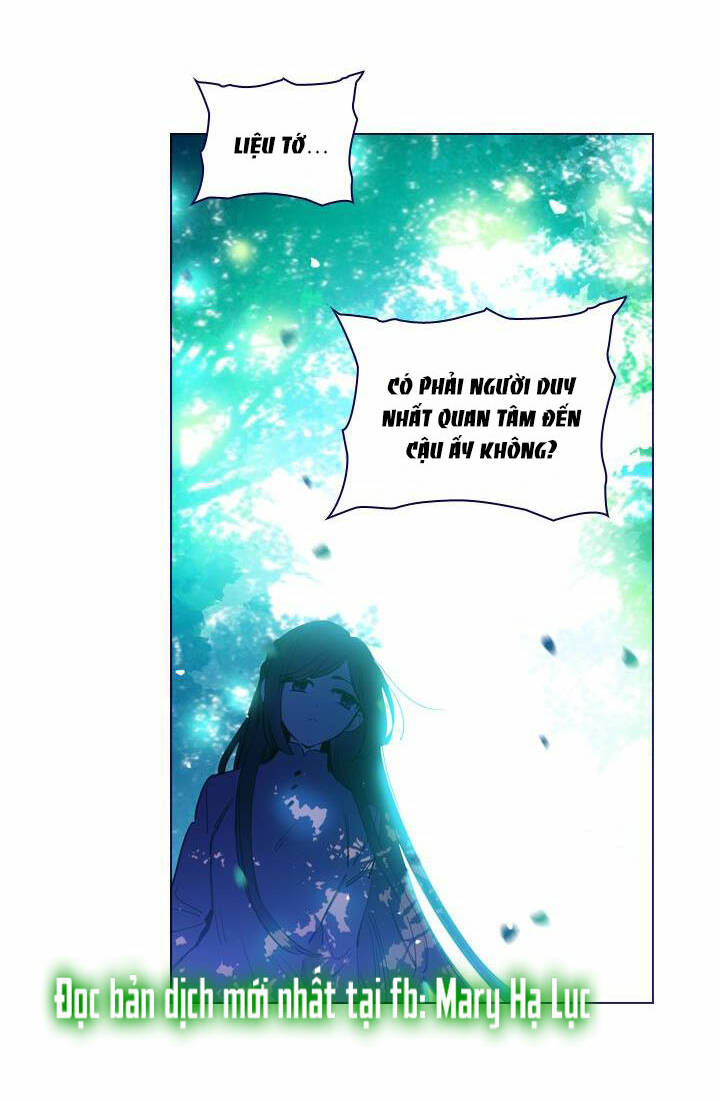 LIỆU TỚ...
CÓ PHẢI NGƯỜI DUY
NHẤT QUAN TÂM ĐẾN
CẬU ẤY KHÔNG?
Đọc bản dịch mới nhất tại fb: Mary Hạ Lục